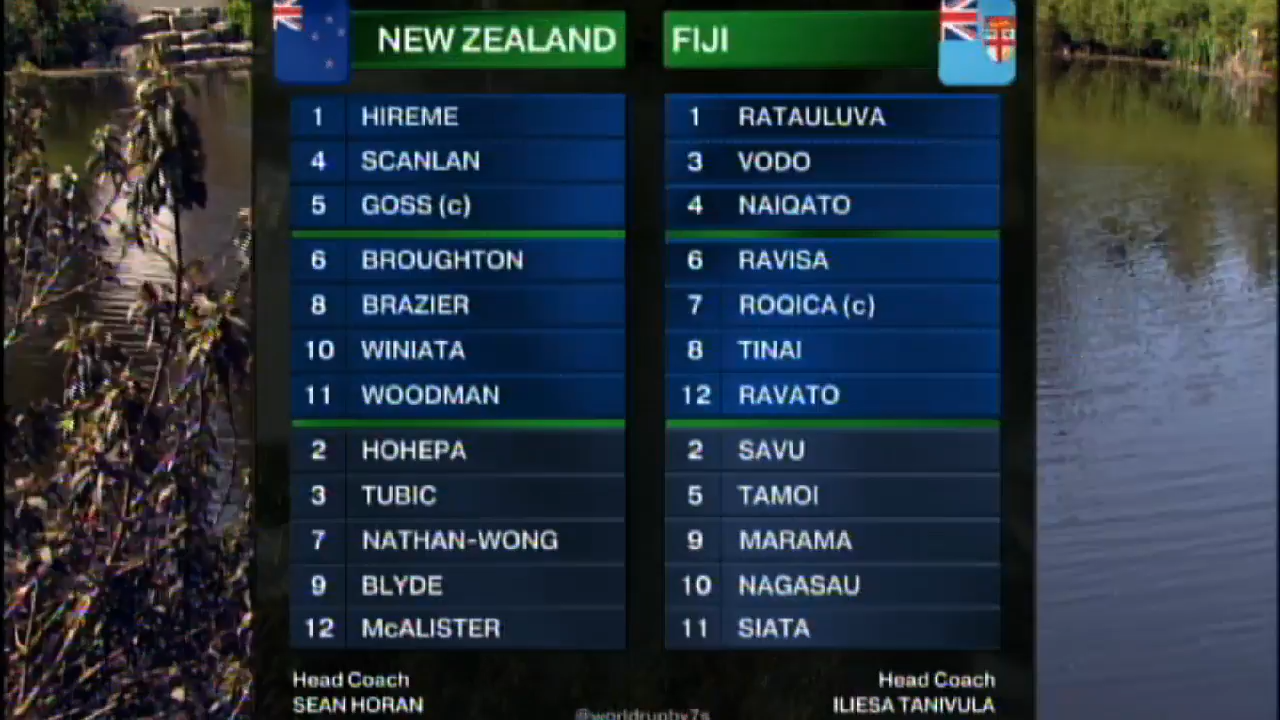 NEW ZEALAND
1 HIREME
4 SCANLAN
5 GOSS (c)
6 BROUGHTON
8 BRAZIER
10 WINIATA
11 WOODMAN
2 HOHEPA
3 TUBIC
7 NATHAN-WONG
9 BLYDE
12 McALISTER
Head Coach
SEAN HORAN
FIJI
1 RATAULUVA
3 VODO
4 NAIQATO
6 RAVISA
7 ROQICA (c)
8 TINAI
12 RAVATO
2 SAVU
5 TAMOI
9 MARAMA
10 NAGASAU
11 SIATA
Head Coach
ILIESA TANIVULA
@worldrugby7s